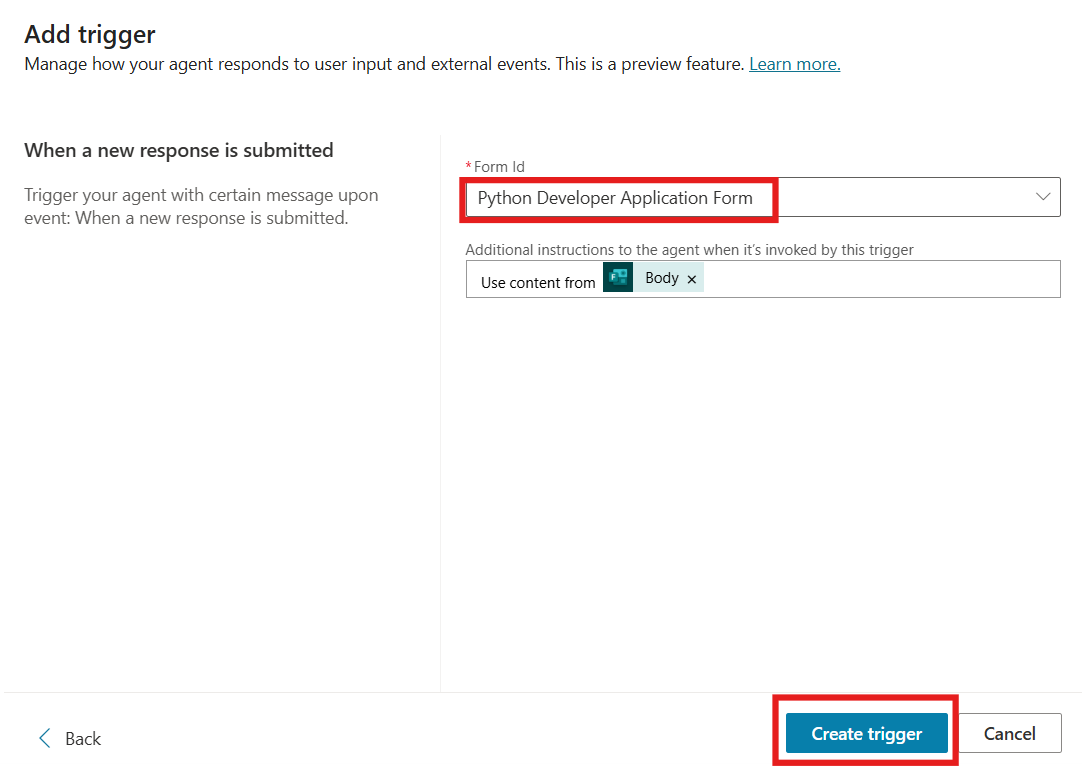 Add trigger
Manage how your agent responds to user input and external events. This is a preview feature. Learn more.
When a new response is submitted
Trigger your agent with certain message upon
event: When a new response is submitted.
* Form Id
Python Developer Application Form
Additional instructions to the agent when it's invoked by this trigger
Use content from F Body ×
Back
Create trigger
Cancel